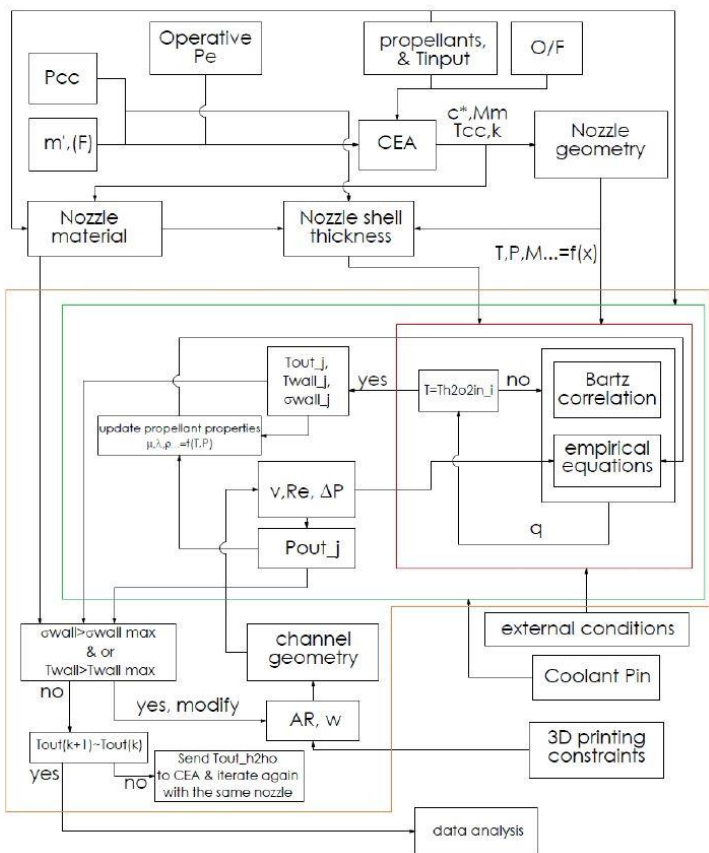 Operative
Pe
propellants,
& Tinput
O/F
Pcc
m',(F)
CEA
c*,Mm
Tcc,k
Nozzle
geometry
Nozzle
material
Nozzle shell
thickness
T,P,M...=f(x)
Tout_j,
Twall_j,
σwall_j
yes
T=Th2o2in_i
no
Bartz
correlation
update propellant properties
μ,λ,ρ...=f(T,P)
empirical
equations
v,Re, ΔP
q
Pout_j
external conditions
σwall>σwall max
& or
Twall>Twall max
channel
geometry
Coolant Pin
no
yes, modify
AR, w
3D printing
constraints
Tout(k+1)~Tout(k)
yes
no
Send Tout_h2ho
to CEA & iterate again
with the same nozzle
data analysis